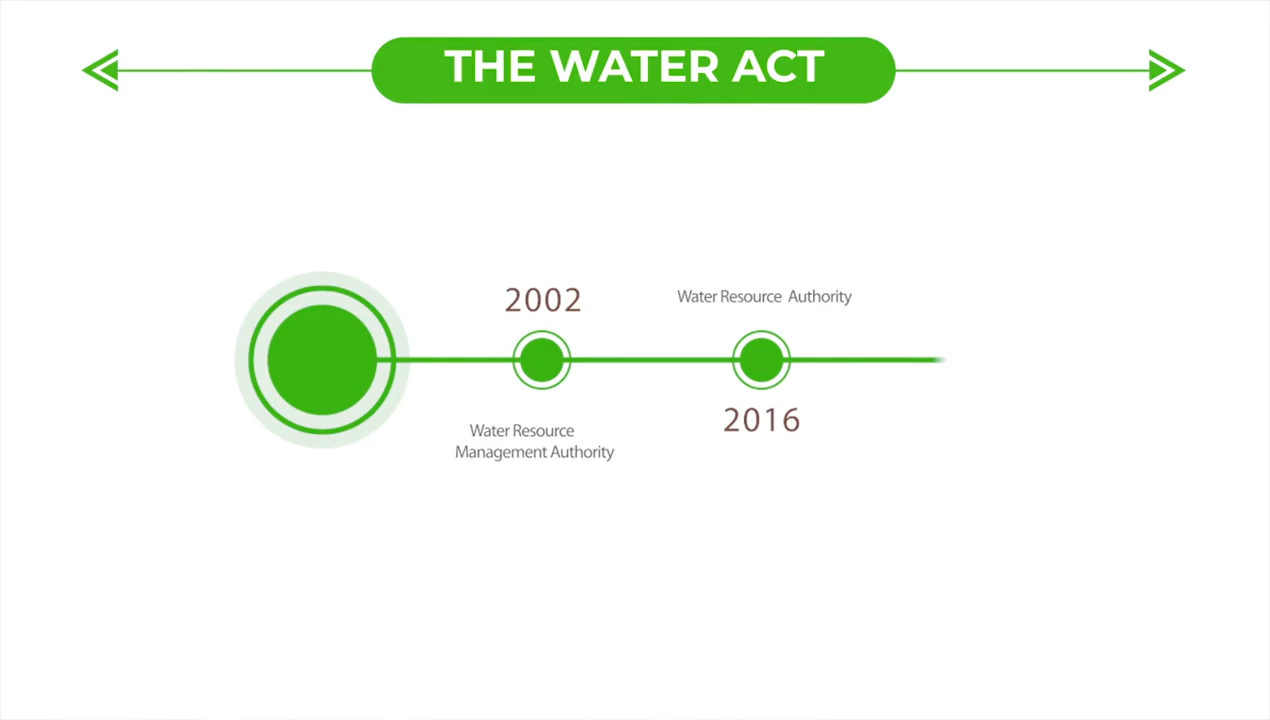 THE WATER ACT
2002
Water Resource
Management Authority
Water Resource Authority
2016